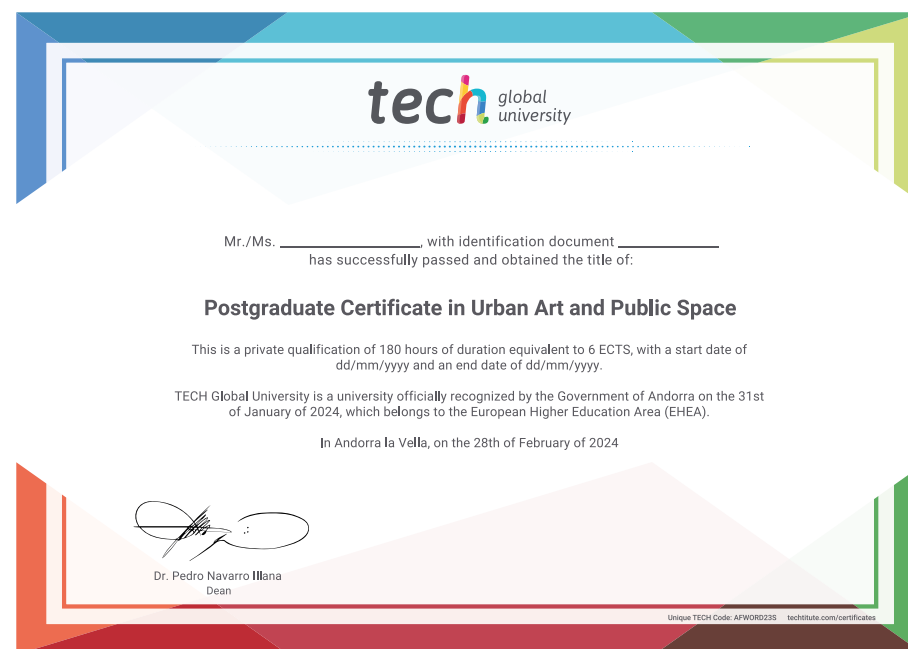 tech global university
Mr./Ms. ____________________, with identification document ______________
has successfully passed and obtained the title of:
Postgraduate Certificate in Urban Art and Public Space
This is a private qualification of 180 hours of duration equivalent to 6 ECTS, with a start date of
dd/mm/yyyy and an end date of dd/mm/yyyy.
TECH Global University is a university officially recognized by the Government of Andorra on the 31st
of January of 2024, which belongs to the European Higher Education Area (EHEA).
In Andorra la Vella, on the 28th of February of 2024
Dr. Pedro Navarro Illana
Dean
Unique TECH Code: AFWORD23S techtitute.com/certificates